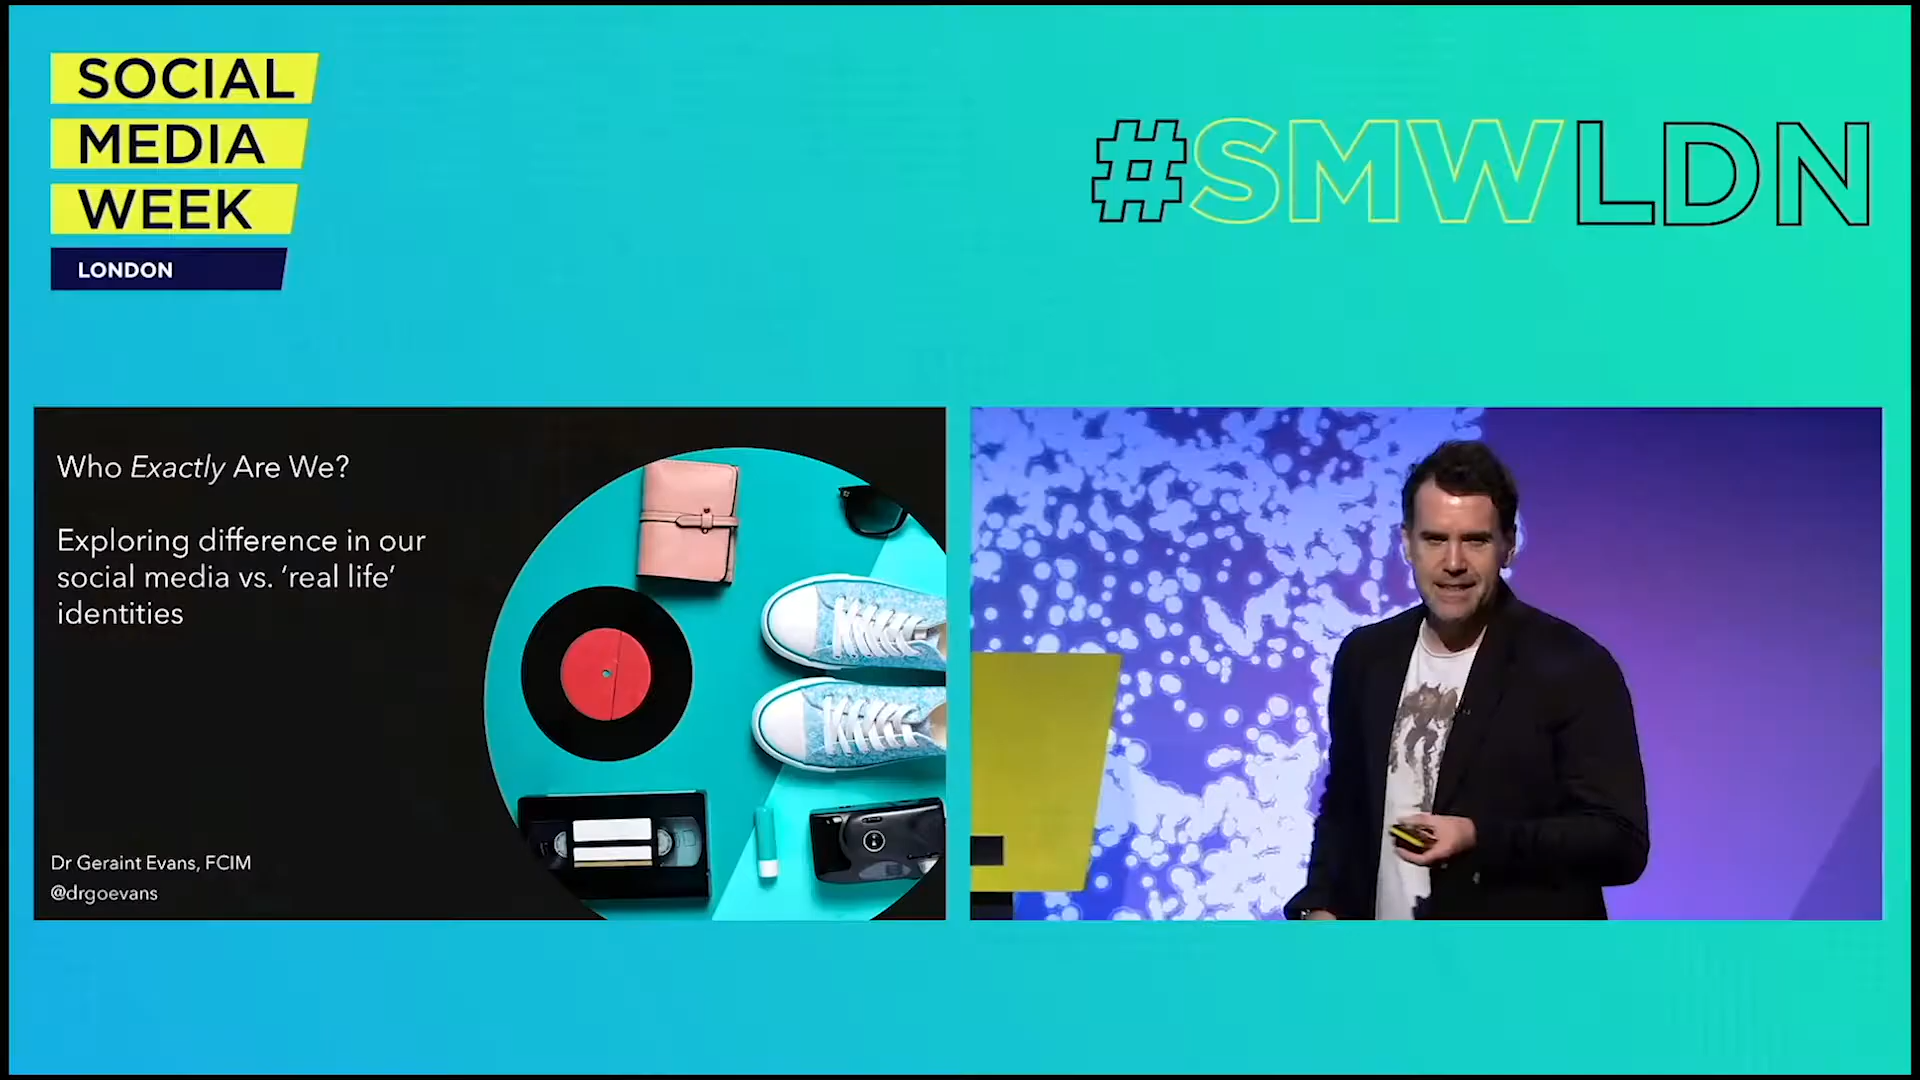 SOCIAL
MEDIA
WEEK
LONDON
#SMWLDN
Who Exactly Are We?
Exploring difference in our
social media vs. ‘real life’
identities
Dr Geraint Evans, FCIM
@drgoevans